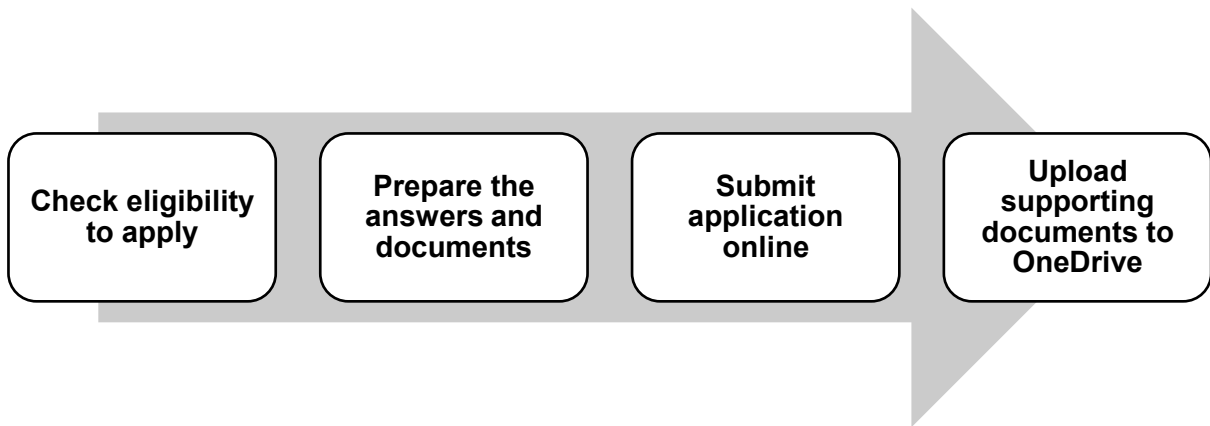 Check eligibility
to apply
Prepare the
answers and
documents
Submit
application
online
Upload
supporting
documents to
OneDrive